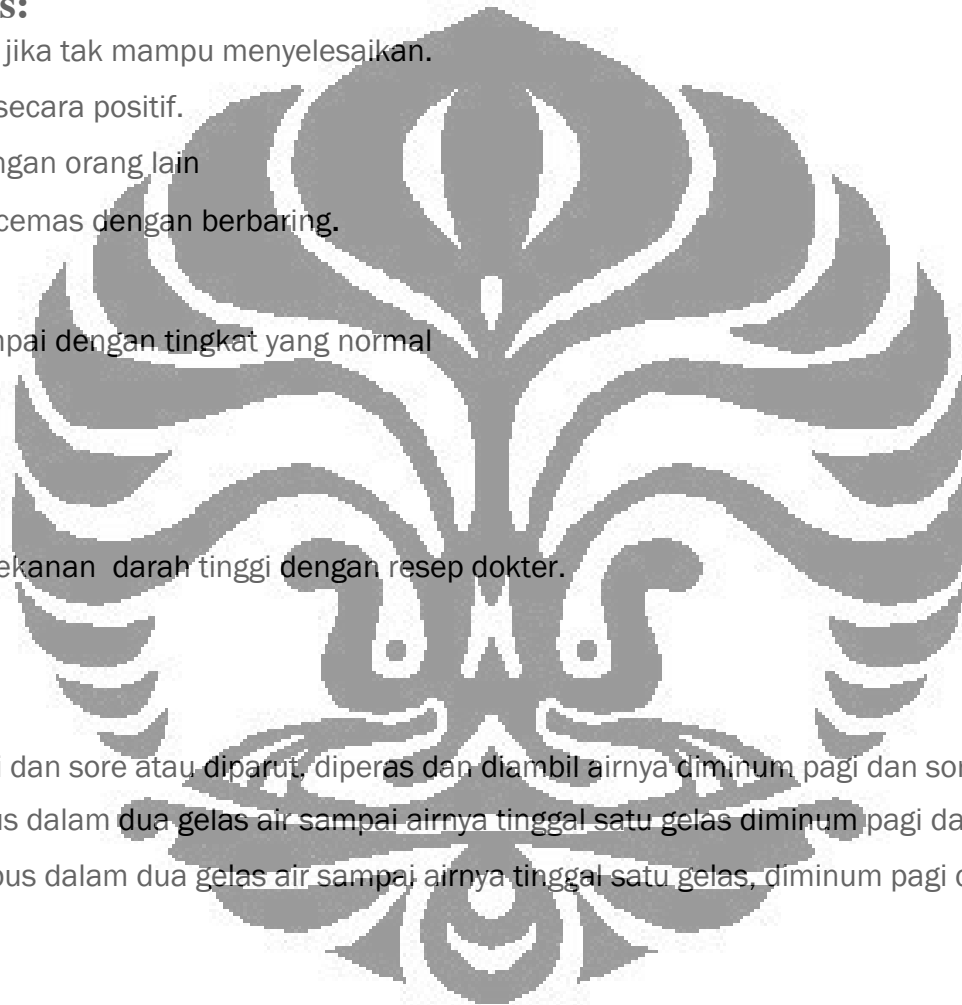 s:
jika tak mampu menyelesaikan.
secara positif.
ngan orang lain
cemas dengan berbaring.
npai dengan tingkat yang normal
ekanan darah tinggi dengan resep dokter.
i dan sore atau diparut, diperas dan diambil airnya diminum pagi dan sor
us dalam dua gelas air sampai airnya tinggal satu gelas diminum pagi da
ous dalam dua gelas air sampai airnya tinggal satu gelas, diminum pagi d